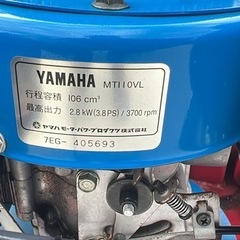 YAMAHA MT110VL
行程容積 106 cm³
最高出力 2.8 kW(3.8PS) / 3700 rpm
ヤマハモーターパワープロダクツ株式会社
7EG- 405693